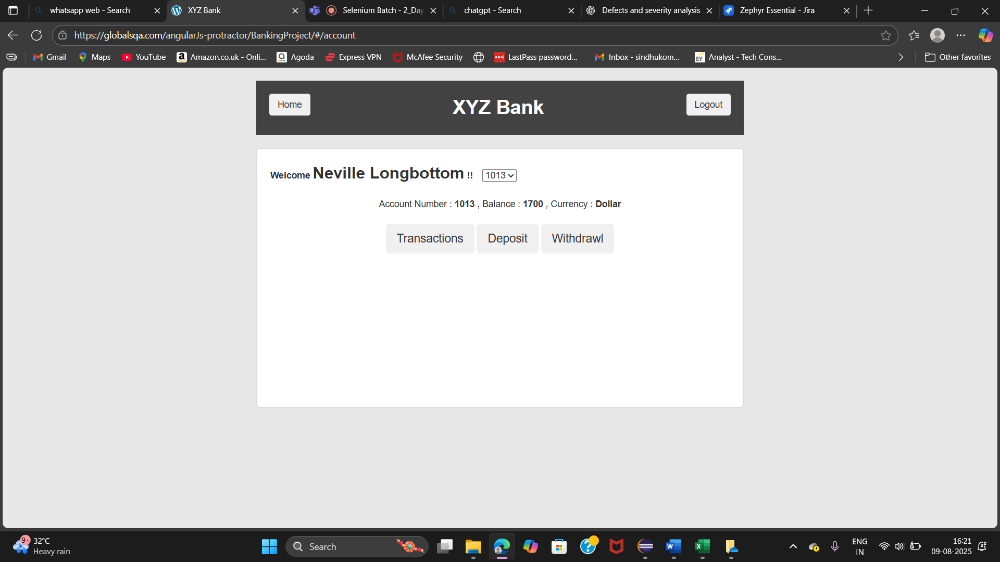 whatsapp web - Search
XYZ Bank
Selenium Batch - 2_Day
chatgpt - Search
Defects and severity analysis
Zephyr Essential - Jira
https://globalsqa.com/angularJs-protractor/BankingProject/#/account
Gmail
Maps
YouTube
Amazon.co.uk - Onli...
Agoda
Express VPN
McAfee Security
LastPass password...
Inbox - sindhukom...
EY
Analyst - Tech Cons...
Other favorites
Home
XYZ Bank
Logout
Welcome Neville Longbottom !! 1013
Account Number : 1013 , Balance : 1700 , Currency : Dollar
Transactions
Deposit
Withdrawl
9+
32°C
Heavy rain
Search
ENG
IN
16:21
09-08-2025